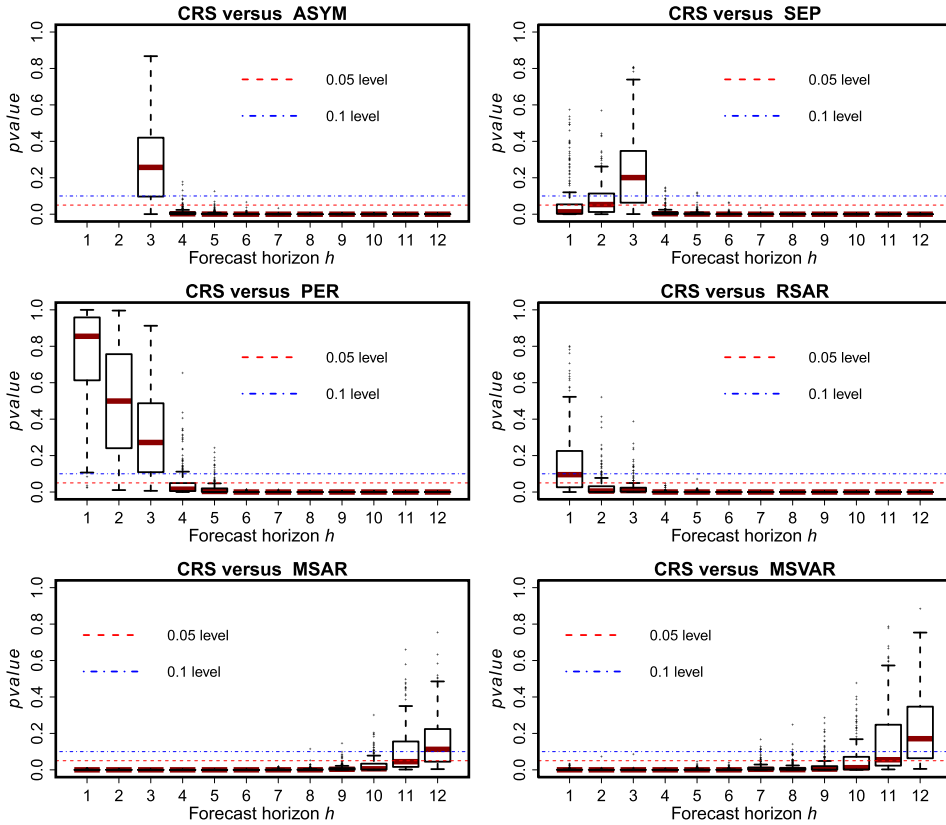 CRS versus ASYM
1.0
0.8
0.6
0.4
0.2
0.0
pvalue
0.05 level
0.1 level
1 2 3 4 5 6 7 8 9 10 11 12
Forecast horizon h
CRS versus SEP
1.0
0.8
0.6
0.4
0.2
0.0
pvalue
0.05 level
0.1 level
1 2 3 4 5 6 7 8 9 10 11 12
Forecast horizon h
CRS versus PER
1.0
0.8
0.6
0.4
0.2
0.0
pvalue
0.05 level
0.1 level
1 2 3 4 5 6 7 8 9 10 11 12
Forecast horizon h
CRS versus RSAR
1.0
0.8
0.6
0.4
0.2
0.0
pvalue
0.05 level
0.1 level
1 2 3 4 5 6 7 8 9 10 11 12
Forecast horizon h
CRS versus MSAR
1.0
0.8
0.6
0.4
0.2
0.0
pvalue
0.05 level
0.1 level
1 2 3 4 5 6 7 8 9 10 11 12
Forecast horizon h
CRS versus MSVAR
1.0
0.8
0.6
0.4
0.2
0.0
pvalue
0.05 level
0.1 level
1 2 3 4 5 6 7 8 9 10 11 12
Forecast horizon h